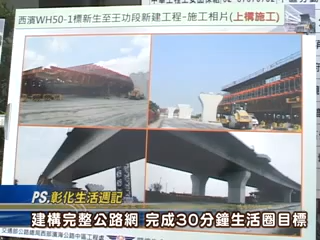 西濱WH50-1標新生至王功段新建工程-施工相片(上構施工)
PS.彰化生活週記
建構完整公路網 完成30分鐘生活圈目標